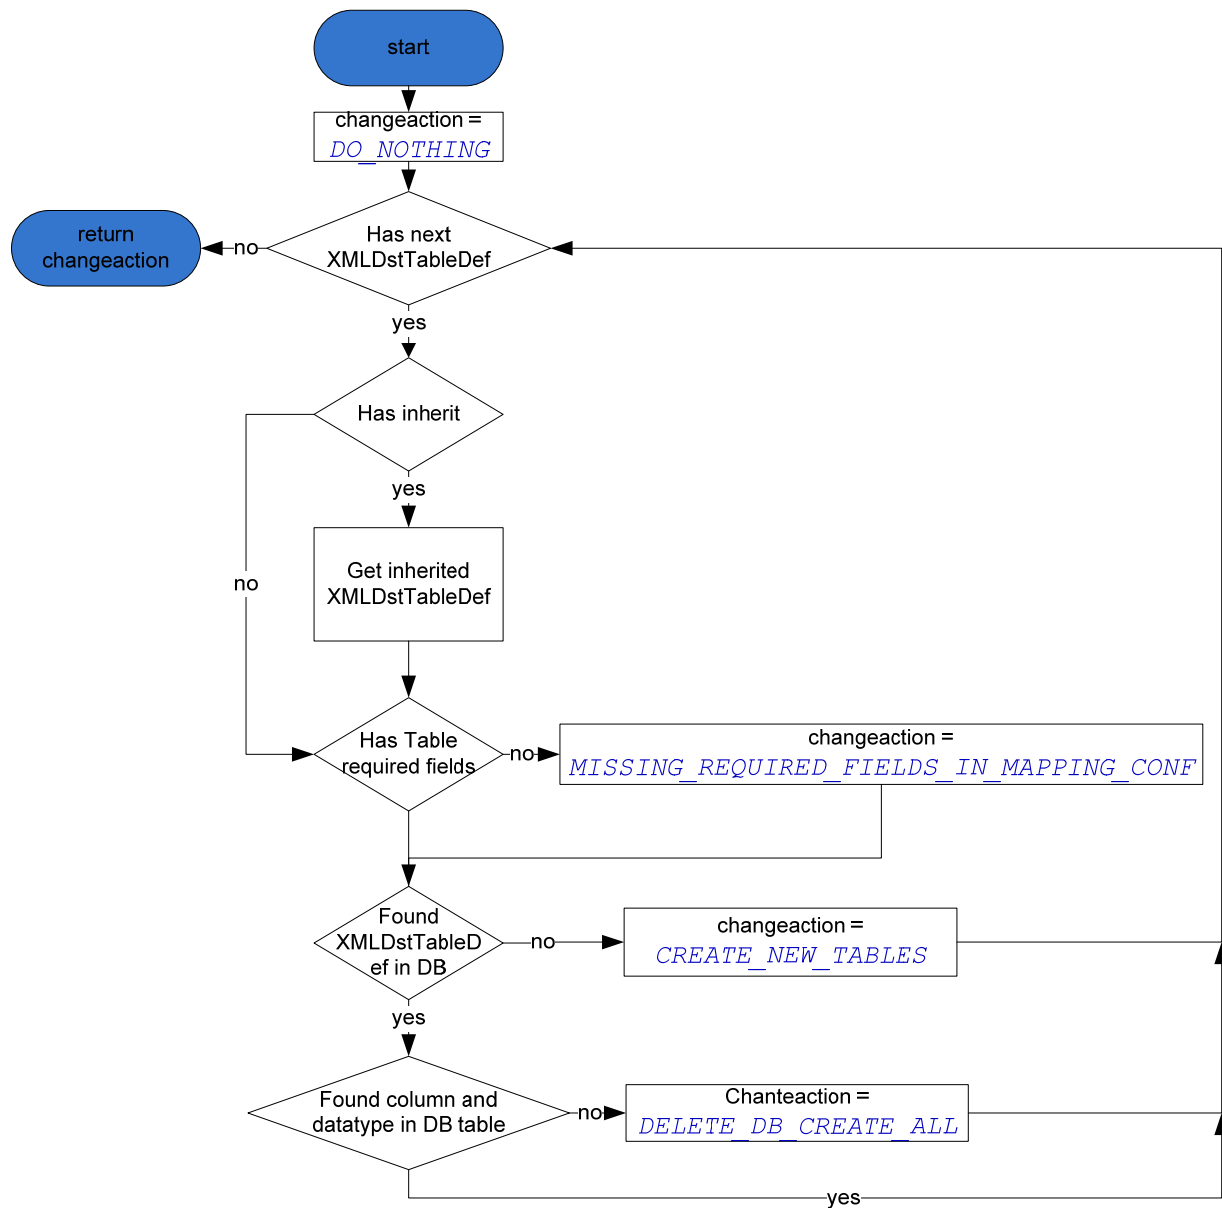 start
changeaction =
DO_NOTHING
Has next
XMLDstTableDef
no
return
changeaction
yes
Has inherit
yes
no
Get inherited
XMLDstTableDef
Has Table
required fields
no
changeaction =
MISSING_REQUIRED_FIELDS_IN_MAPPING_CONF
Found
XMLDstTableD
ef in DB
no
changeaction =
CREATE_NEW_TABLES
yes
Found column and
datatype in DB table
no
Chanteaction =
DELETE_DB_CREATE_ALL
yes